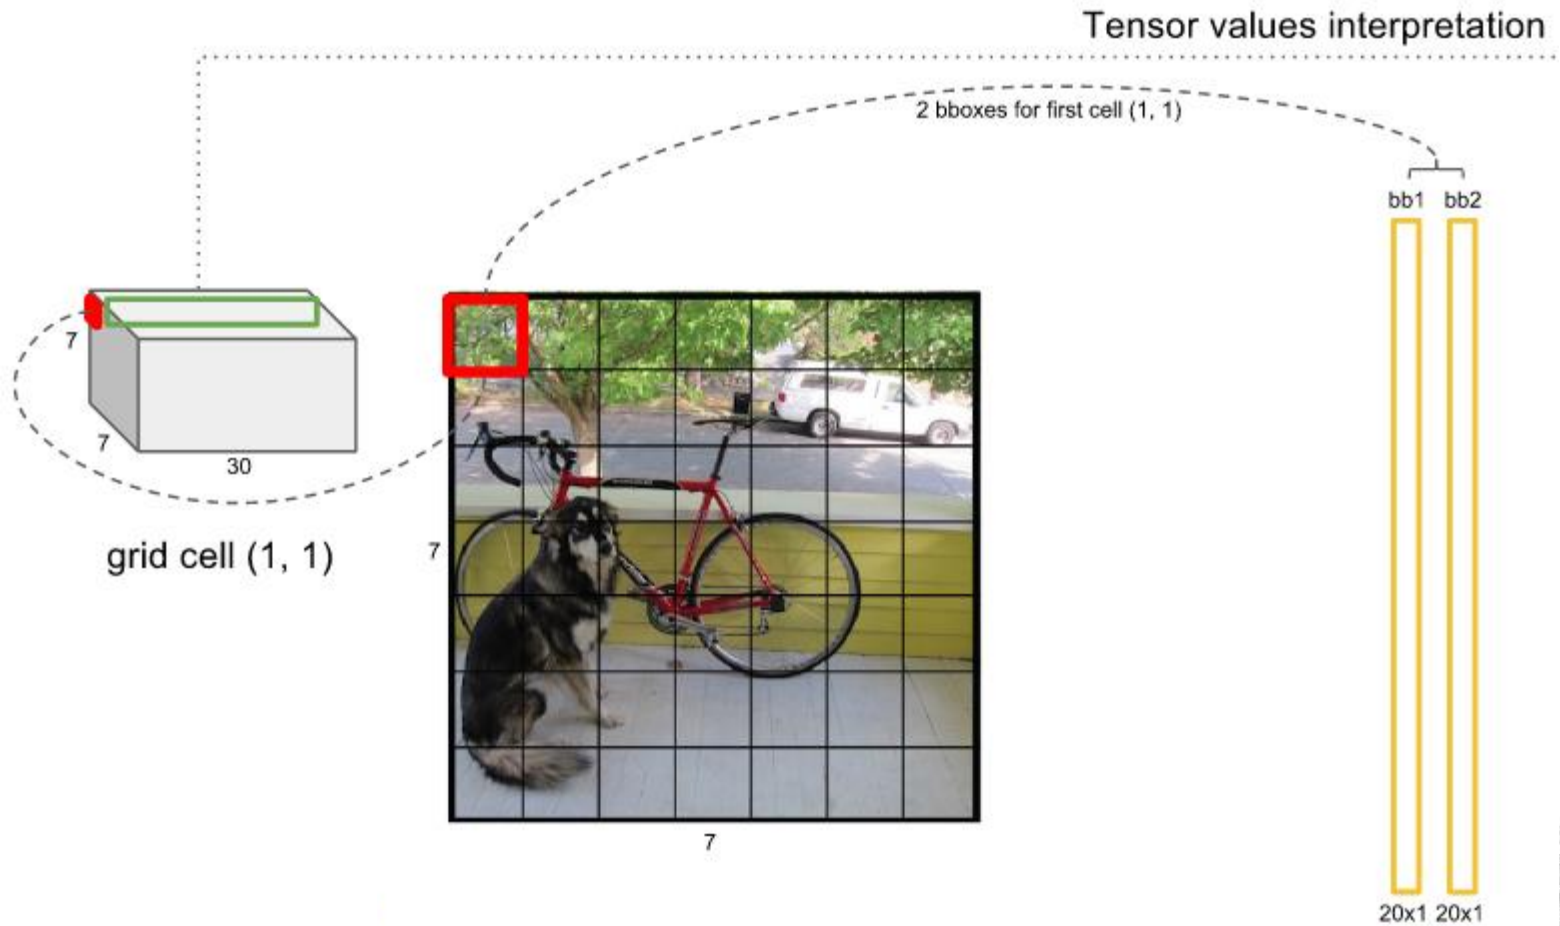 Tensor values interpretation
2 bboxes for first cell (1, 1)
bb1 bb2
7
7
30
grid cell (1, 1)
7
7
20x1 20x1